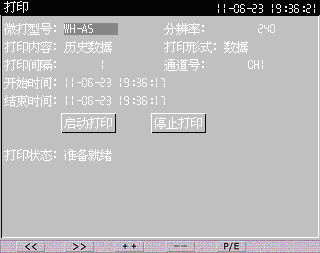 打印 11-06-23 19:36:21
微打型号: WH-AS 分辨率: 240
打印内容: 历史数据 打印形式: 数据
打印间隔: 1 通道号: CH1
开始时间: 11-06-23 19:36:17
结束时间: 11-06-23 19:36:17
启动打印 停止打印
打印状态: 准备就绪
<< >> ++ -- P/E